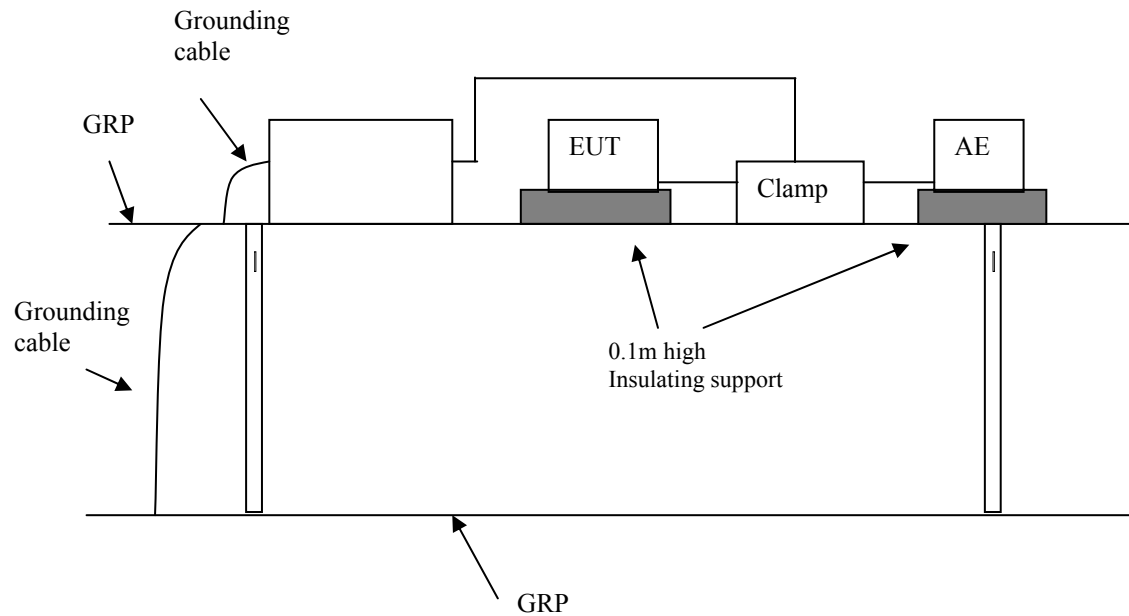 Grounding
cable
GRP
EUT
AE
Clamp
Grounding
cable
0.1m high
Insulating support
GRP